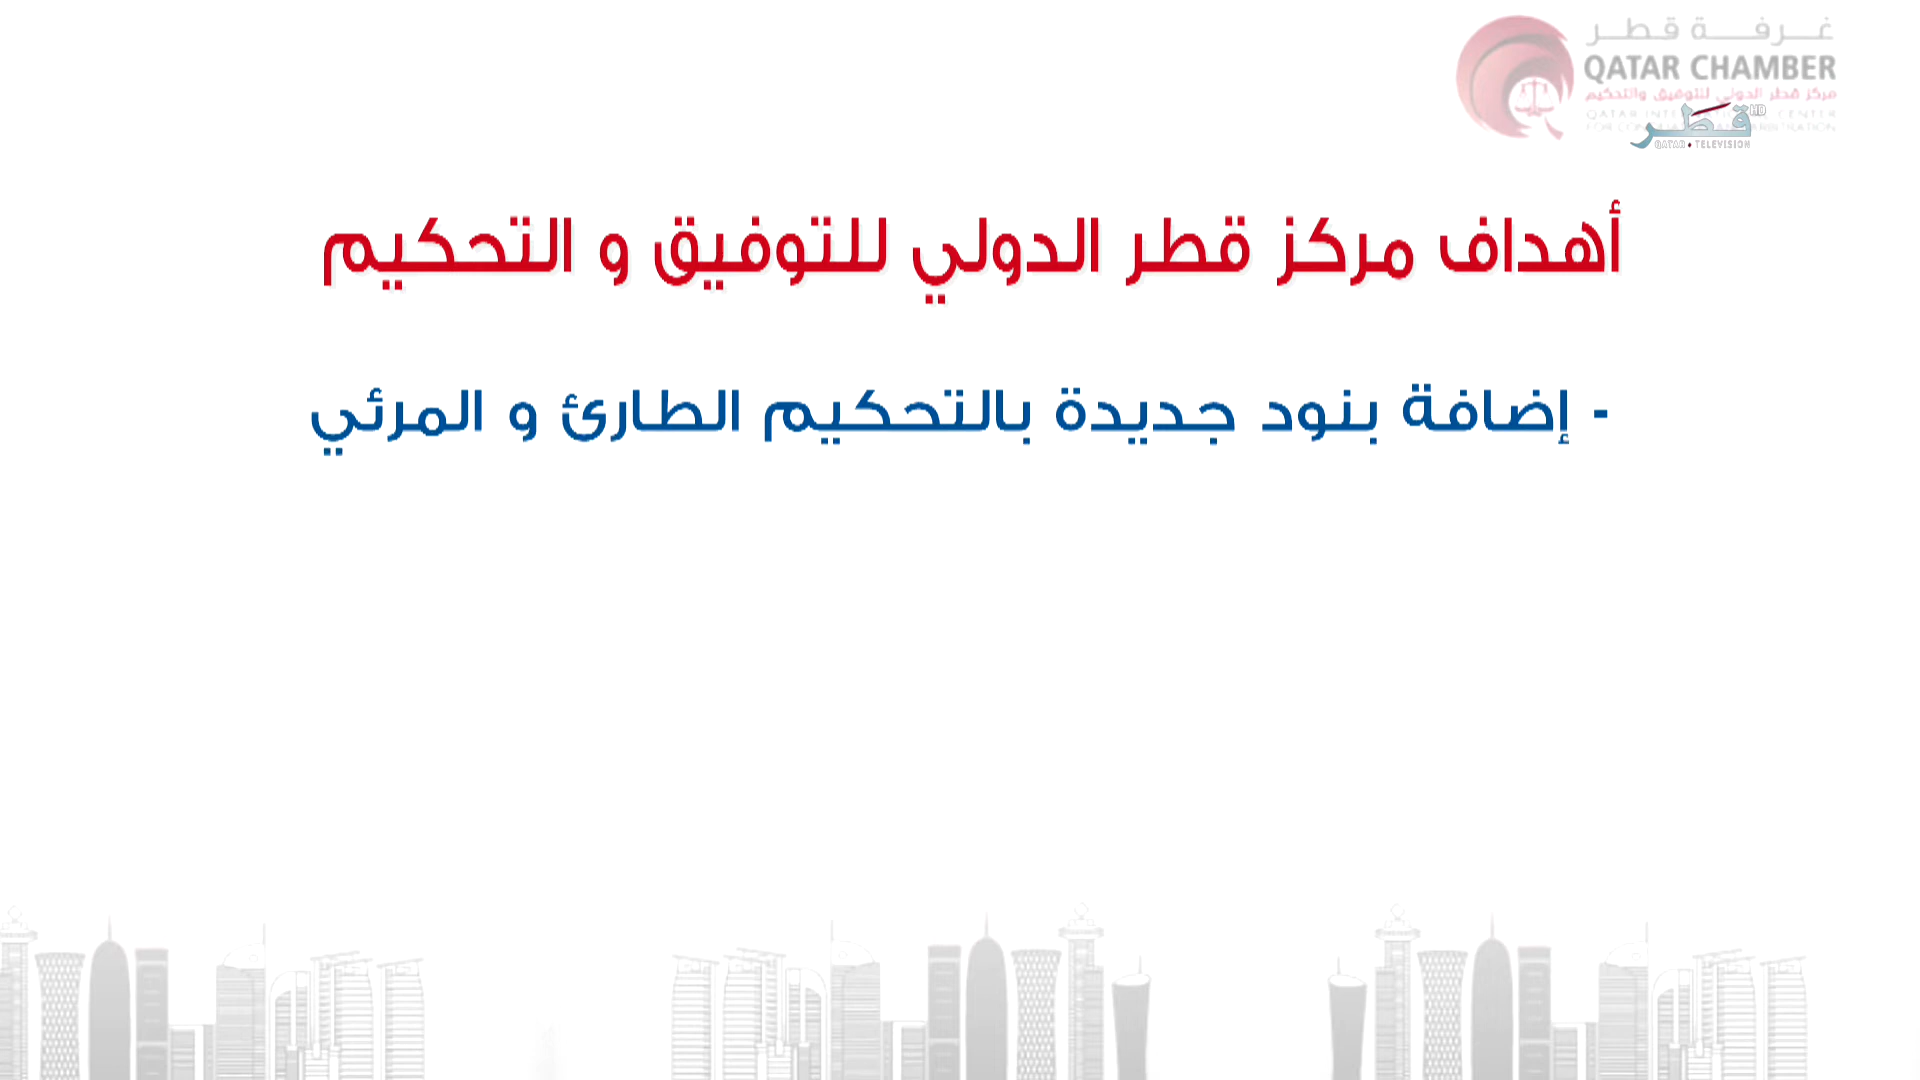 غرفة قطر
QATAR CHAMBER
مركز قطر الدولي للتوفيق والتحكيم
قطر HD
QATAR TELEVISION
أهداف مركز قطر الدولي للتوفيق و التحكيم
- إضافة بنود جديدة بالتحكيم الطارئ و المرئي